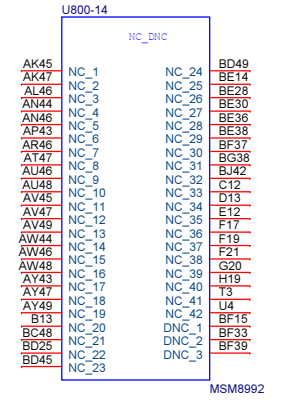 U800-14
NC_DNC
AK45 NC_1 NC_24 BD49
AK47 NC_2 NC_25 BE14
AL46 NC_3 NC_26 BE28
AN44 NC_4 NC_27 BE30
AN46 NC_5 NC_28 BE36
AP43 NC_6 NC_29 BE38
AR46 NC_7 NC_30 BF37
AT47 NC_8 NC_31 BG38
AU46 NC_9 NC_32 BJ42
AU48 NC_10 NC_33 C12
AV45 NC_11 NC_34 D13
AV47 NC_12 NC_35 E12
AV49 NC_13 NC_36 F17
AW44 NC_14 NC_37 F19
AW46 NC_15 NC_38 F21
AW48 NC_16 NC_39 G20
AY43 NC_17 NC_40 H19
AY47 NC_18 NC_41 T3
AY49 NC_19 NC_42 U4
B13 NC_20 DNC_1 BF15
BC48 NC_21 DNC_2 BF33
BD25 NC_22 DNC_3 BF39
BD45 NC_23
MSM8992